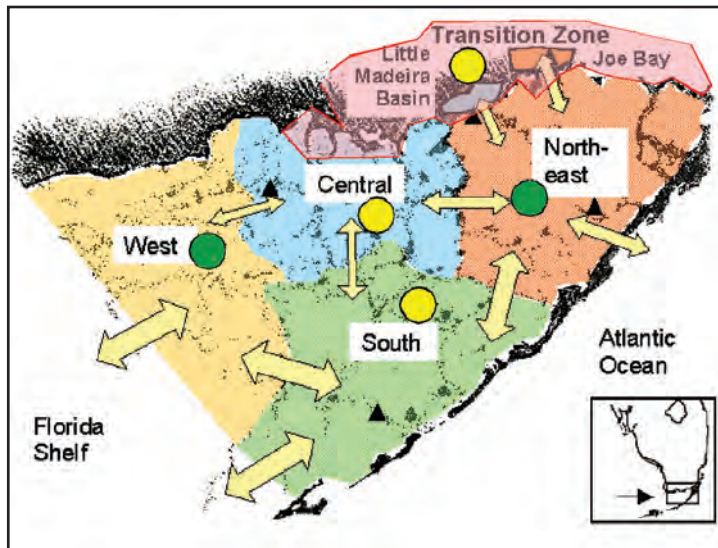 Transition Zone
Little
Madeira
Basin
Joe Bay
North-
east
Central
West
South
Atlantic
Ocean
Florida
Shelf